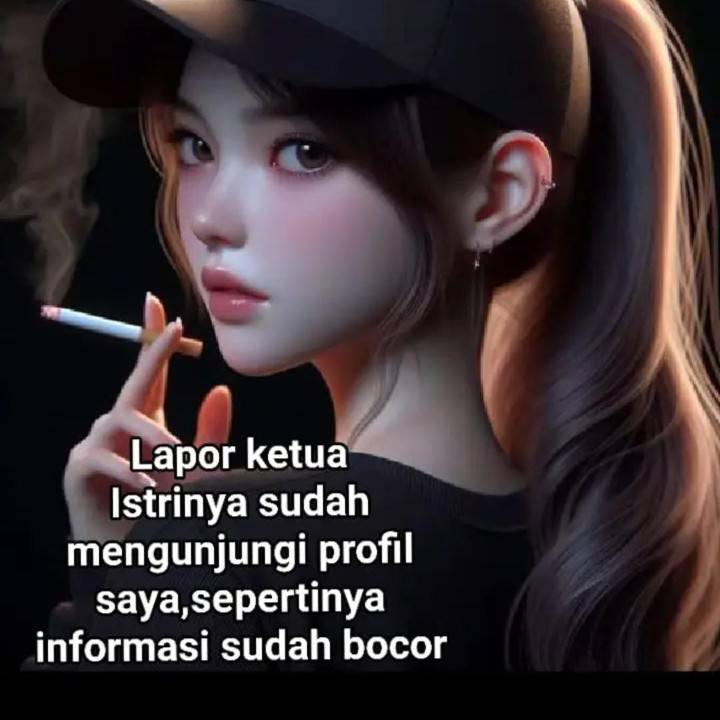 Lapor ketua
Istrinya sudah
mengunjungi profil
saya,sepertinya
informasi sudah bocor